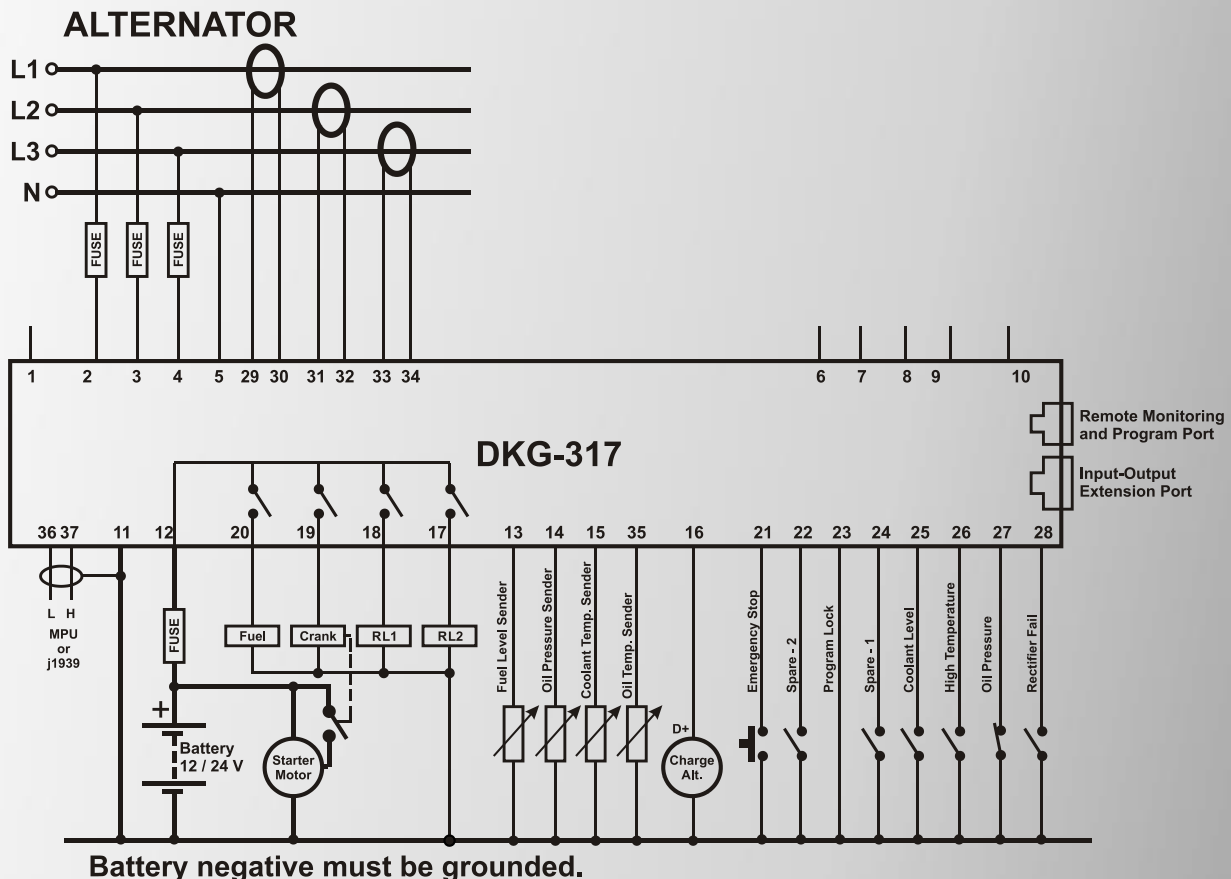 ALTERNATOR
L1
L2
L3
N
FUSE
FUSE
FUSE
1 2 3 4 5 29 30 31 32 33 34 6 7 8 9 10
Remote Monitoring
and Program Port
DKG-317
Input-Output
Extension Port
36 37 11 12 20 19 18 17 13 14 15 35 16 21 22 23 24 25 26 27 28
L H
MPU
or
j1939
FUSE
Fuel
Crank
RL1
RL2
Fuel Level Sender
Oil Pressure Sender
Coolant Temp. Sender
Oil Temp. Sender
Emergency Stop
Spare - 2
Program Lock
Spare - 1
Coolant Level
High Temperature
Oil Pressure
Rectifier Fail
+
Battery
12 / 24 V
Starter
Motor
D+
Charge
Alt.
Battery negative must be grounded.